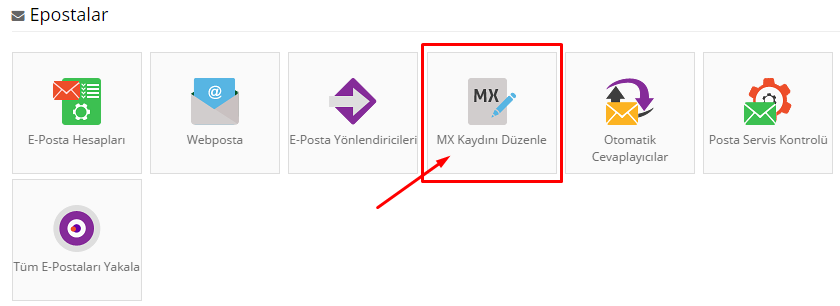 Epostalar
@
MX
E-Posta Hesapları
Webposta
E-Posta Yönlendiricileri
MX Kaydını Düzenle
Otomatik
Cevaplayıcılar
Posta Servis Kontrolü
Tüm E-Postaları Yakala